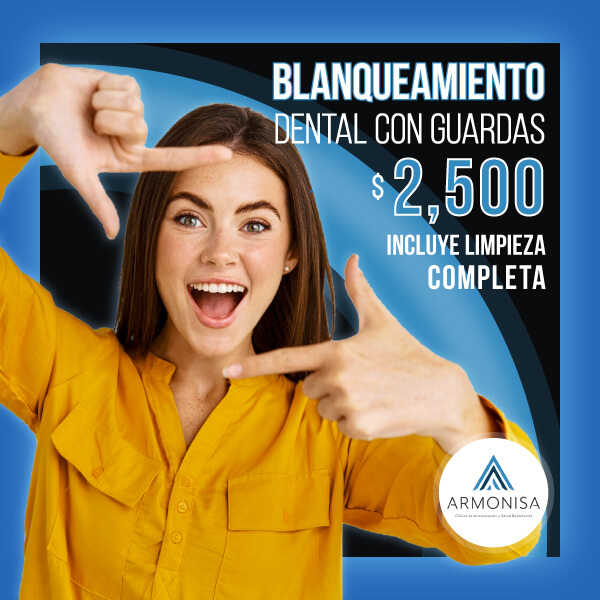 BLANQUEAMIENTO
DENTAL CON GUARDAS
$ 2,500
INCLUYE LIMPIEZA
COMPLETA
ARMONISA